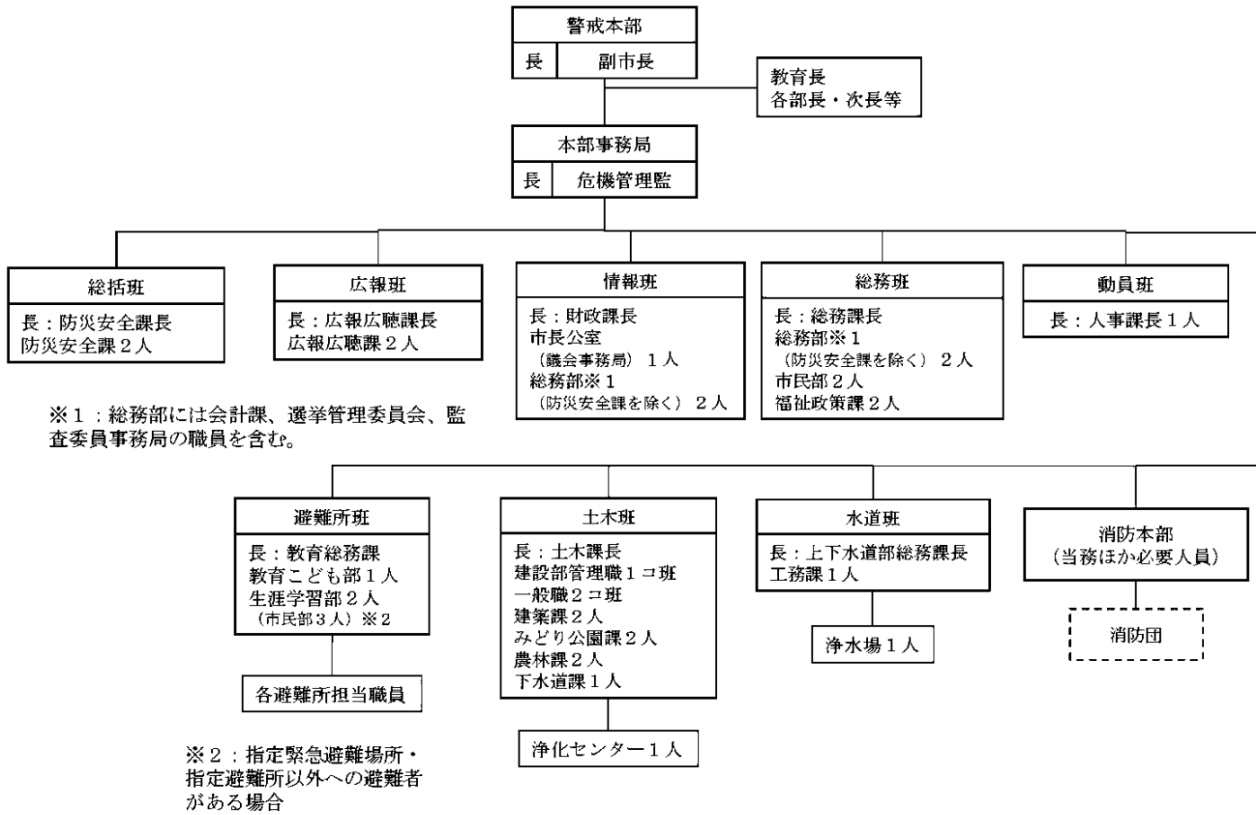 警戒本部
長 副市長
教育長
各部長・次長等
本部事務局
長 危機管理監
総括班
長：防災安全課長
防災安全課２人
広報班
長：広報広聴課長
広報広聴課２人
情報班
長：財政課長
市長公室
（議会事務局）１人
総務部※１
（防災安全課を除く）２人
総務班
長：総務課長
総務部※１
（防災安全課を除く）２人
市民部２人
福祉政策課２人
動員班
長：人事課長１人
※１：総務部には会計課、選挙管理委員会、監
査委員事務局の職員を含む。
避難所班
長：教育総務課
教育こども部１人
生涯学習部２人
（市民部３人）※２
各避難所担当職員
※２：指定緊急避難場所・
指定避難所以外への避難者
がある場合
土木班
長：土木課長
建設部管理職１コ班
一般職２コ班
建築課２人
みどり公園課２人
農林課２人
下水道課１人
浄化センター１人
水道班
長：上下水道部総務課長
工務課１人
浄水場１人
消防本部
（当務ほか必要人員）
消防団